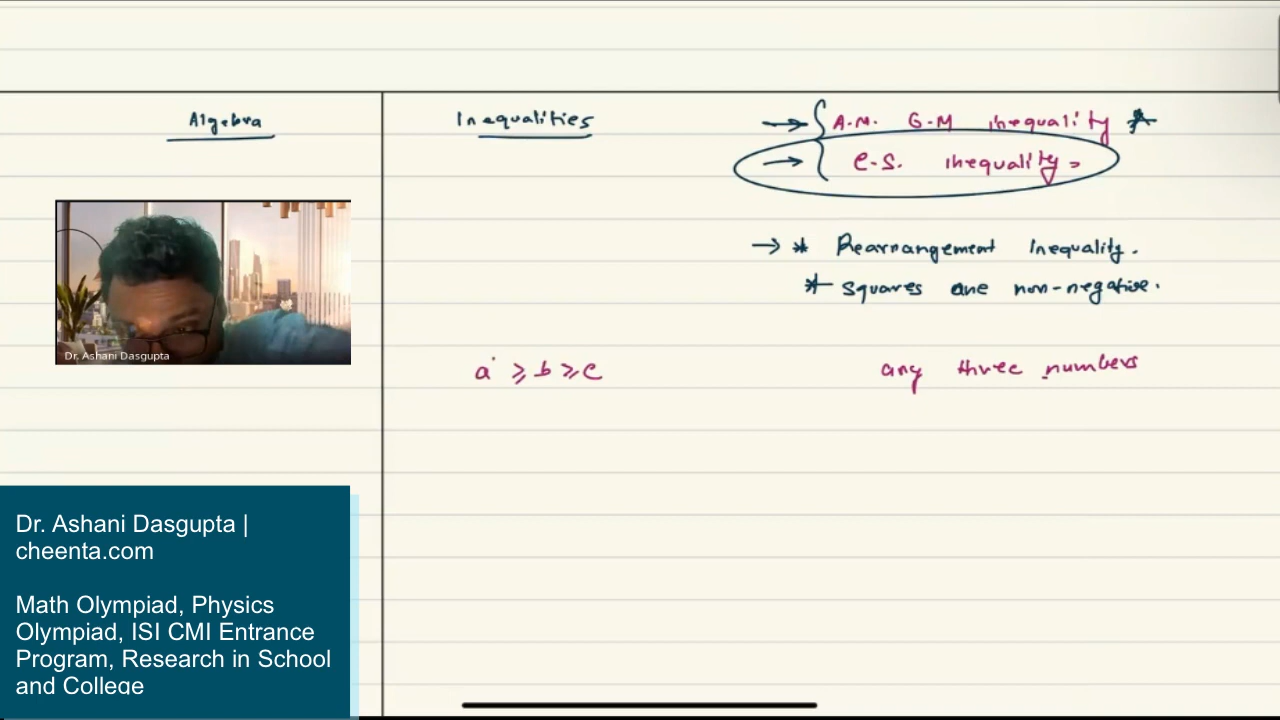 Algebra
Inequalities
→ { A.M. G.M inequality *
→ { C.S. inequality
→ * Rearrangement Inequality.
* squares are non-negative.
a ≥ b ≥ c
any three numbers
Dr. Ashani Dasgupta
Dr. Ashani Dasgupta |
cheenta.com
Math Olympiad, Physics
Olympiad, ISI CMI Entrance
Program, Research in School
and College